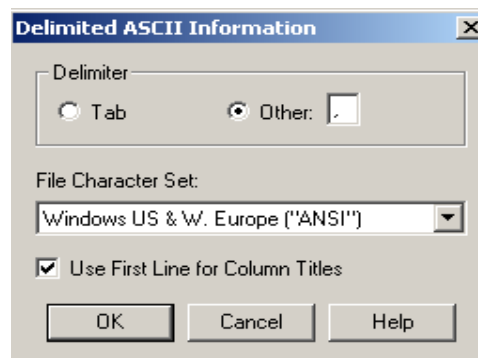 Delimited ASCII Information
Delimiter
Tab
Other: ,
File Character Set:
Windows US & W. Europe ("ANSI")
Use First Line for Column Titles
OK Cancel Help